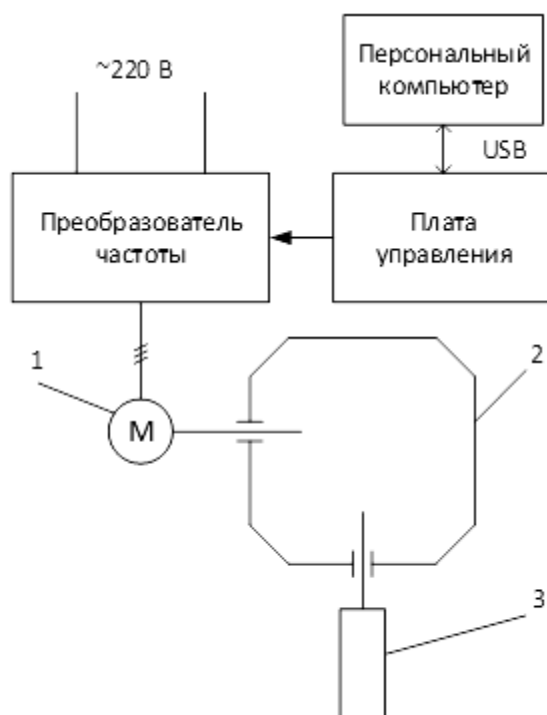 ~220 В
Персональный
компьютер
USB
Преобразователь
частоты
Плата
управления
1
2
М
3